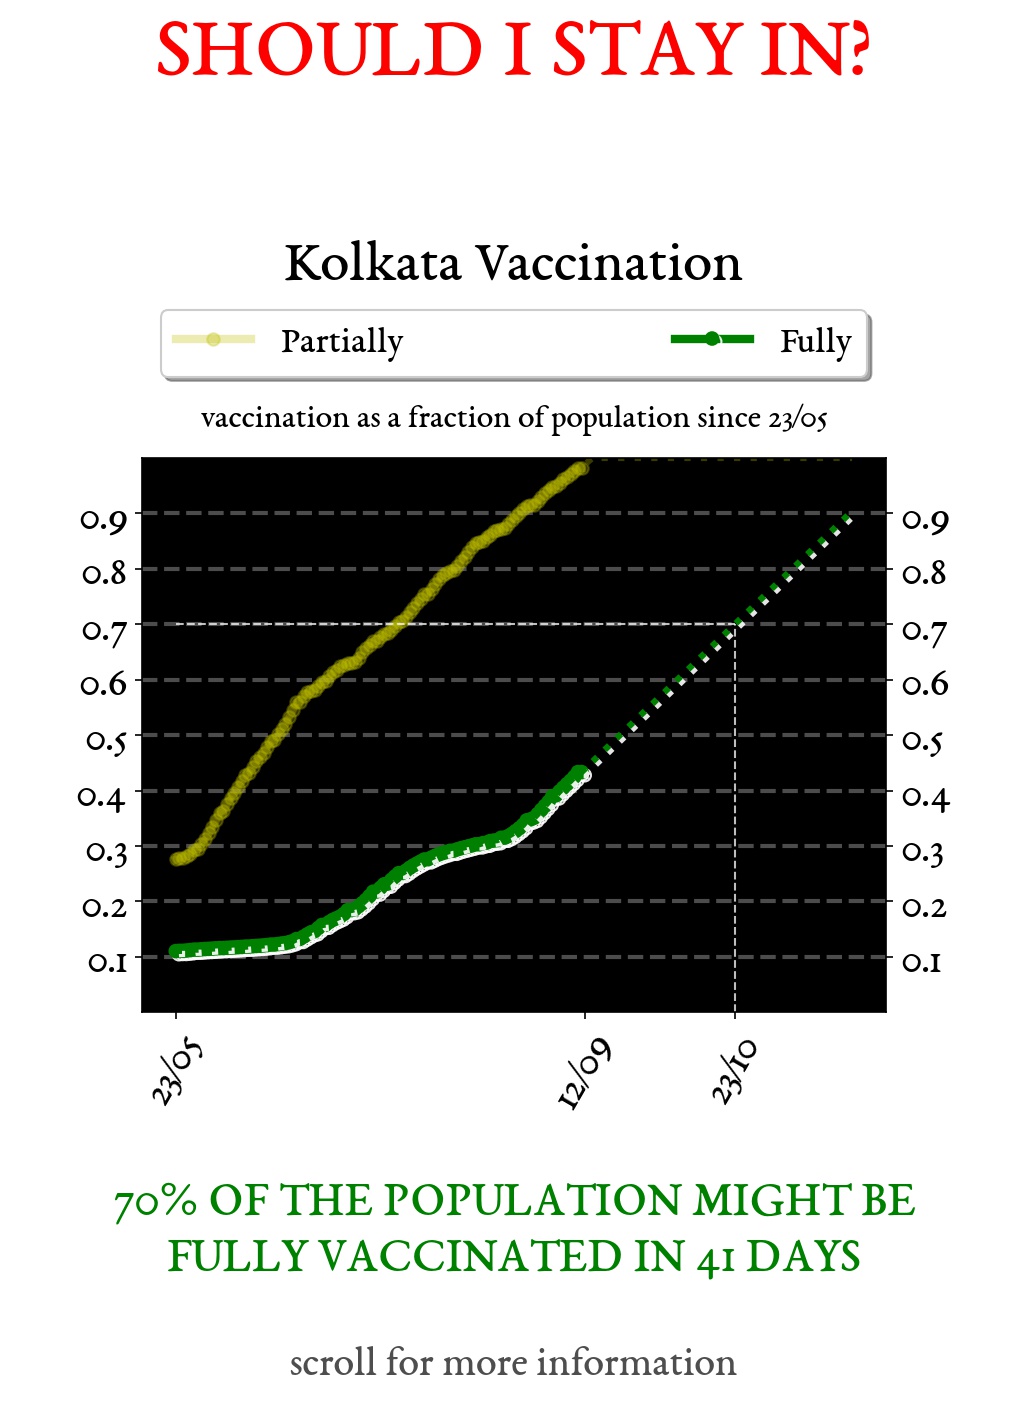 SHOULD I STAY IN?
Kolkata Vaccination
Partially Fully
vaccination as a fraction of population since 23/05
0.9 0.9
0.8 0.8
0.7 0.7
0.6 0.6
0.5 0.5
0.4 0.4
0.3 0.3
0.2 0.2
0.1 0.1
23/05 12/09 23/10
70% OF THE POPULATION MIGHT BE
FULLY VACCINATED IN 41 DAYS
scroll for more information